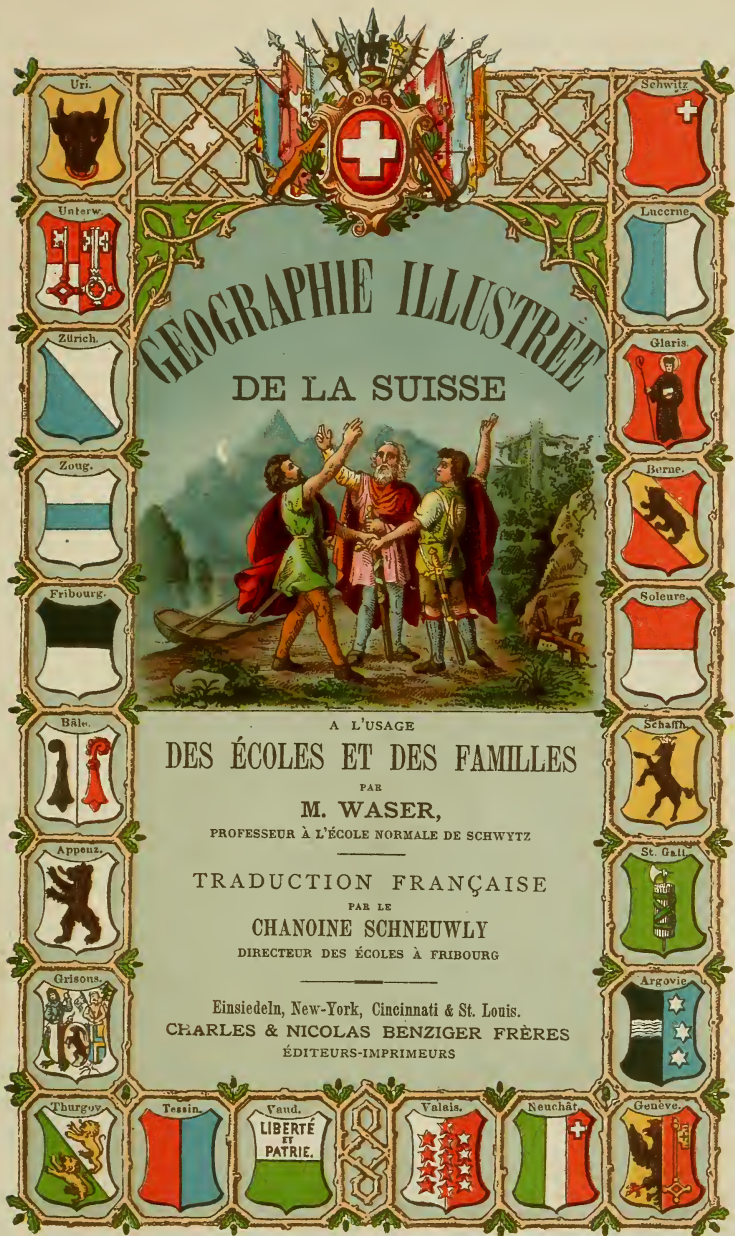 Uri.
Schwitz
Unterw.
Lucerne.
Zürich.
Glaris.
Zoug.
Berne.
Fribourg.
Soleure.
Bâle.
Schaffh.
Appenz.
St. Gall.
Grisons.
Argovie
GÉOGRAPHIE ILLUSTRÉE
DE LA SUISSE
A L'USAGE
DES ÉCOLES ET DES FAMILLES
PAR
M. WASER,
PROFESSEUR À L'ÉCOLE NORMALE DE SCHWYTZ
TRADUCTION FRANÇAISE
PAR LE
CHANOINE SCHNEUWLY
DIRECTEUR DES ÉCOLES À FRIBOURG
Einsiedeln, New-York, Cincinnati & St. Louis.
CHARLES & NICOLAS BENZIGER FRÈRES
ÉDITEURS-IMPRIMEURS
Thurgov.
Tessin.
Vaud.
LIBERTÉ
ET
PATRIE.
Valais.
Neuchât.
Genève.